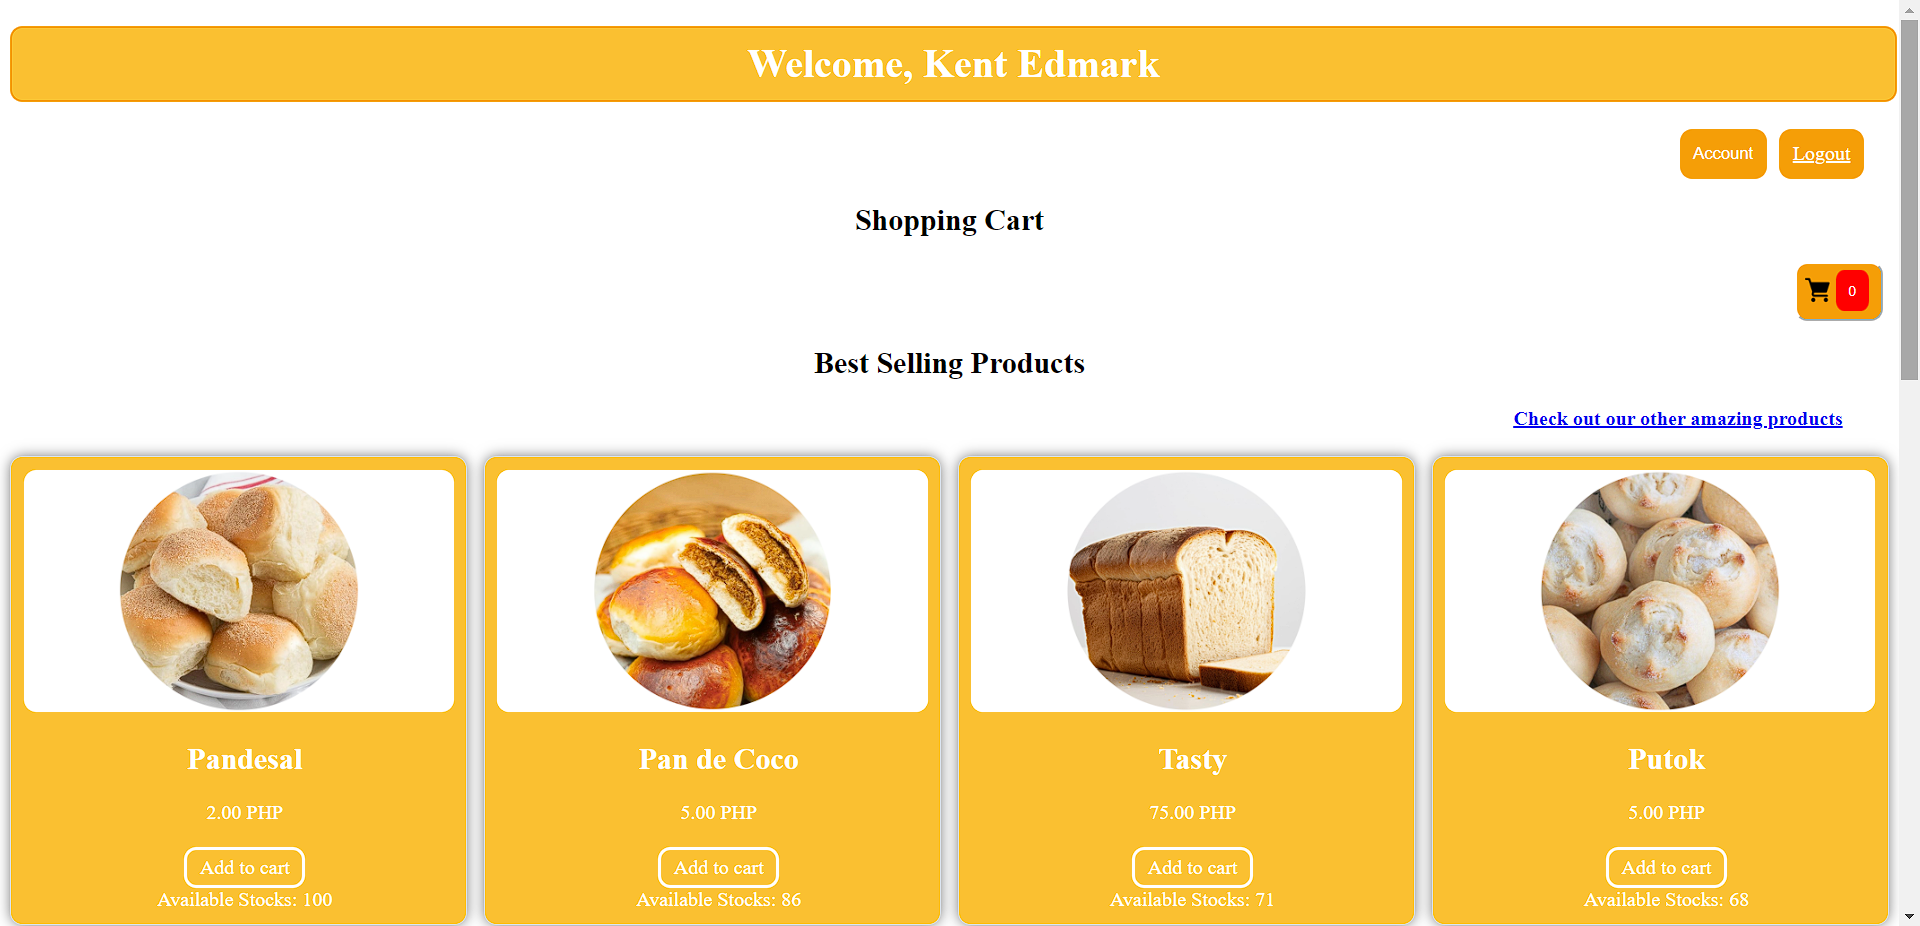 Welcome, Kent Edmark
Account Logout
Shopping Cart
0
Best Selling Products
Check out our other amazing products
Pandesal
2.00 PHP
Add to cart
Available Stocks: 100
Pan de Coco
5.00 PHP
Add to cart
Available Stocks: 86
Tasty
75.00 PHP
Add to cart
Available Stocks: 71
Putok
5.00 PHP
Add to cart
Available Stocks: 68